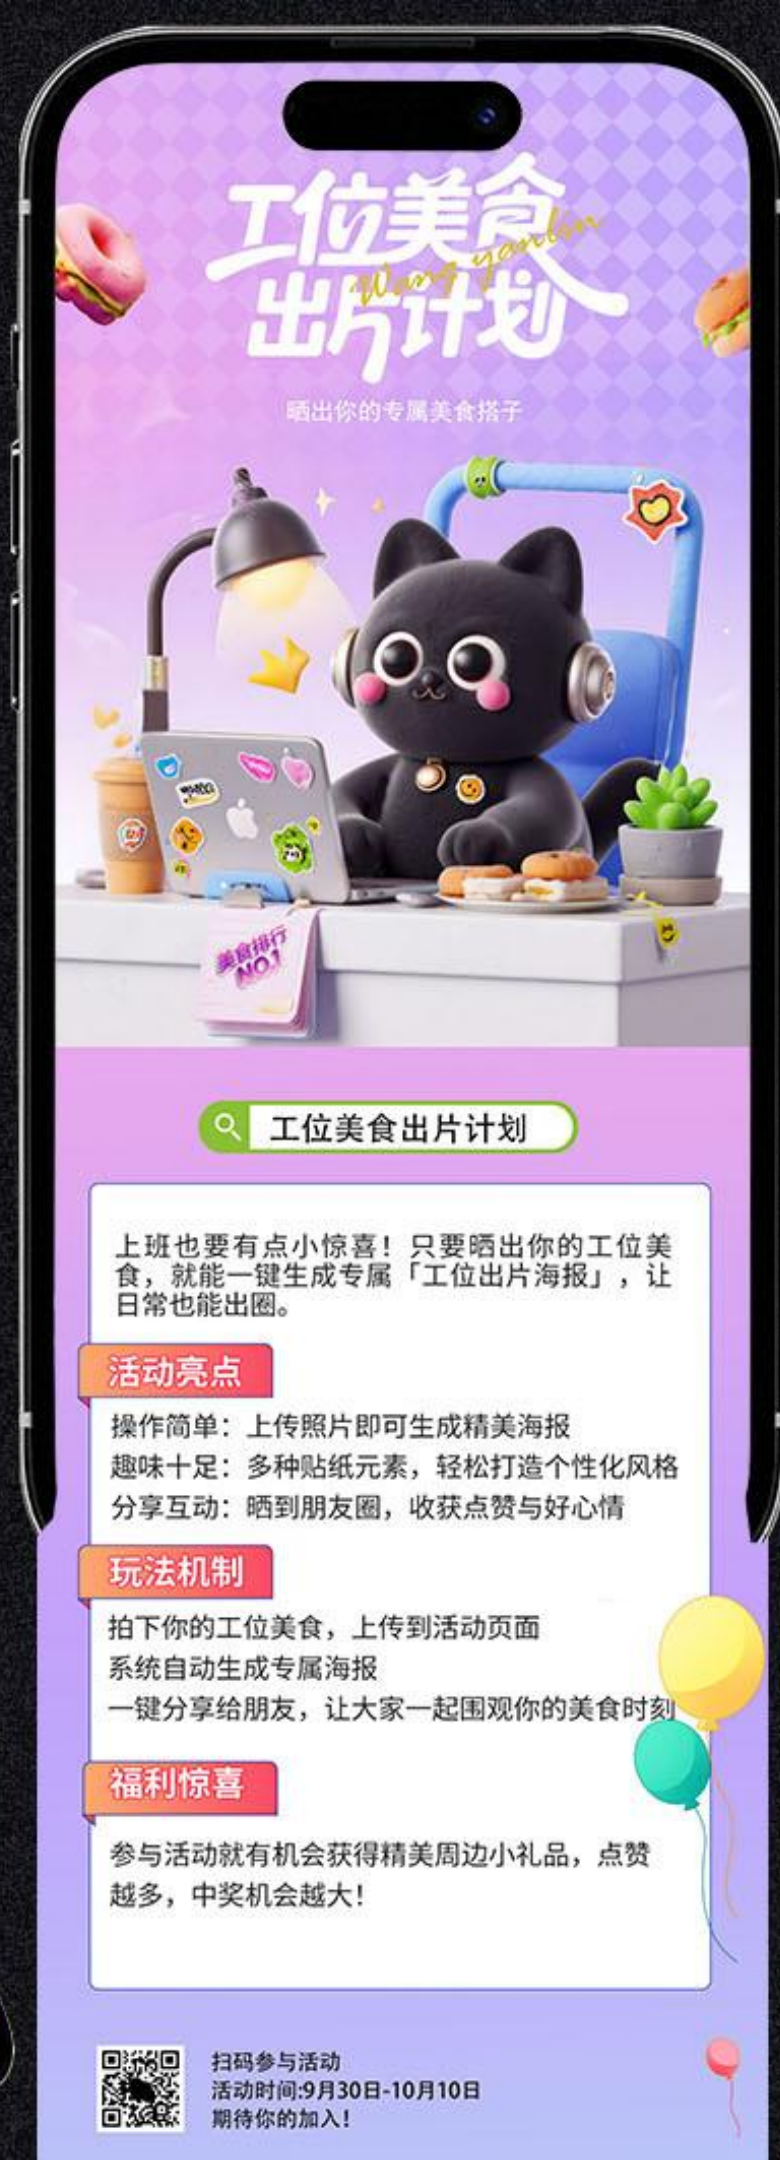 工位美食
出片计划
Wang yanlin
晒出你的专属美食搭子
美食排行
NO.1
工位美食出片计划
上班也要有点小惊喜！只要晒出你的工位美
食，就能一键生成专属「工位出片海报」，让
日常也能出圈。
活动亮点
操作简单：上传照片即可生成精美海报
趣味十足：多种贴纸元素，轻松打造个性化风格
分享互动：晒到朋友圈，收获点赞与好心情
玩法机制
拍下你的工位美食，上传到活动页面
系统自动生成专属海报
一键分享给朋友，让大家一起围观你的美食时刻
福利惊喜
参与活动就有机会获得精美周边小礼品，点赞
越多，中奖机会越大！
扫码参与活动
活动时间:9月30日-10月10日
期待你的加入！